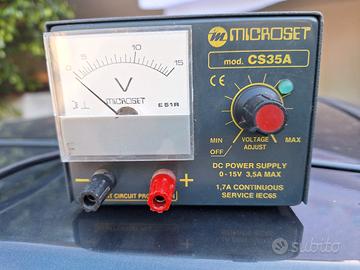 MICROSET
mod. CS35A
0 5 10 15
V
MICROSET
E51R
CE
MIN
MAX
OFF
VOLTAGE
ADJUST
DC POWER SUPPLY
0-15V 3,5A MAX
1,7A CONTINUOUS
SERVICE IEC65
− +
CIRCUIT
subito